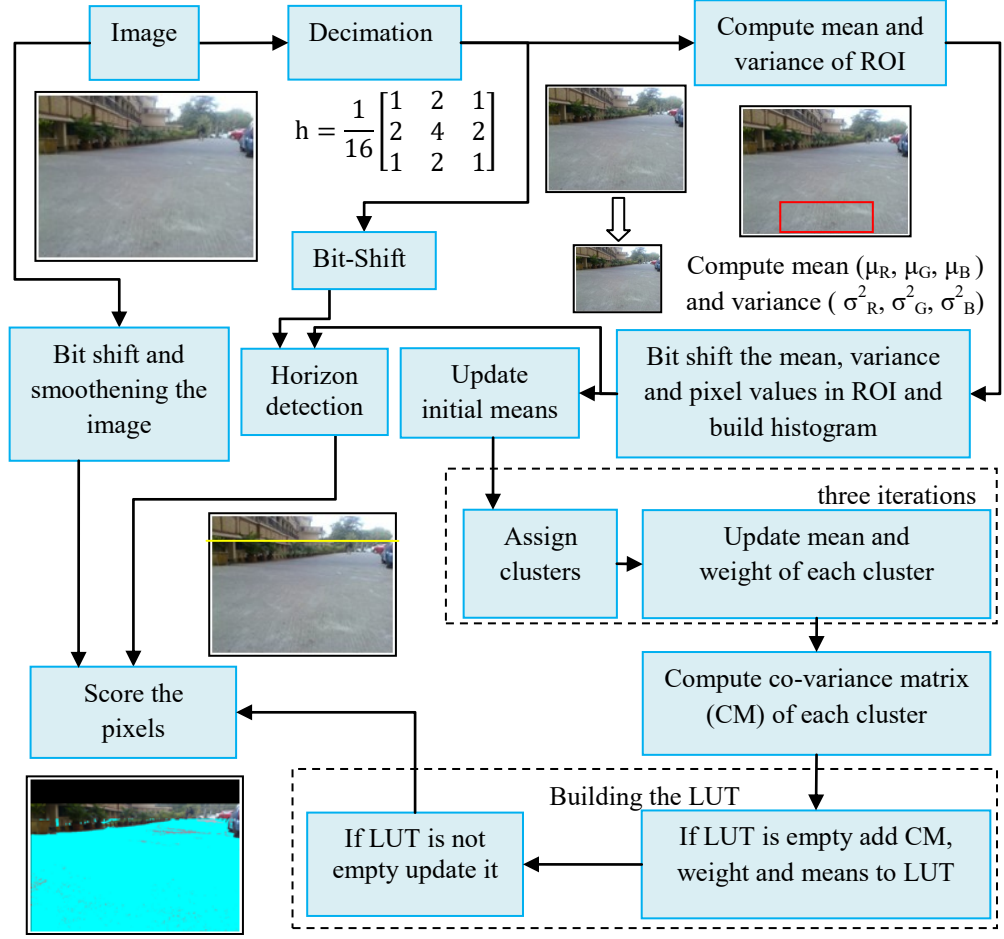 Image
Decimation
Compute mean and
variance of ROI
h = 1/16 [1 2 1
2 4 2
1 2 1]
Bit-Shift
Compute mean (μR, μG, μB )
and variance ( σ²R, σ²G, σ²B)
Bit shift and
smoothening the
image
Horizon
detection
Update
initial means
Bit shift the mean, variance
and pixel values in ROI and
build histogram
three iterations
Assign
clusters
Update mean and
weight of each cluster
Score the
pixels
Compute co-variance matrix
(CM) of each cluster
Building the LUT
If LUT is not
empty update it
If LUT is empty add CM,
weight and means to LUT